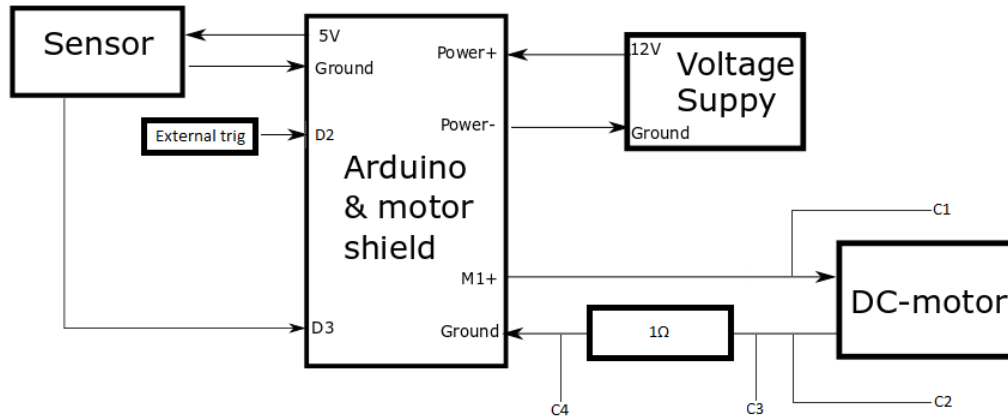 Sensor
5V
Ground
External trig
D2
D3
Power+
Power-
Arduino
& motor
shield
M1+
Ground
12V
Voltage
Suppy
Ground
C1
DC-motor
1Ω
C4
C3
C2